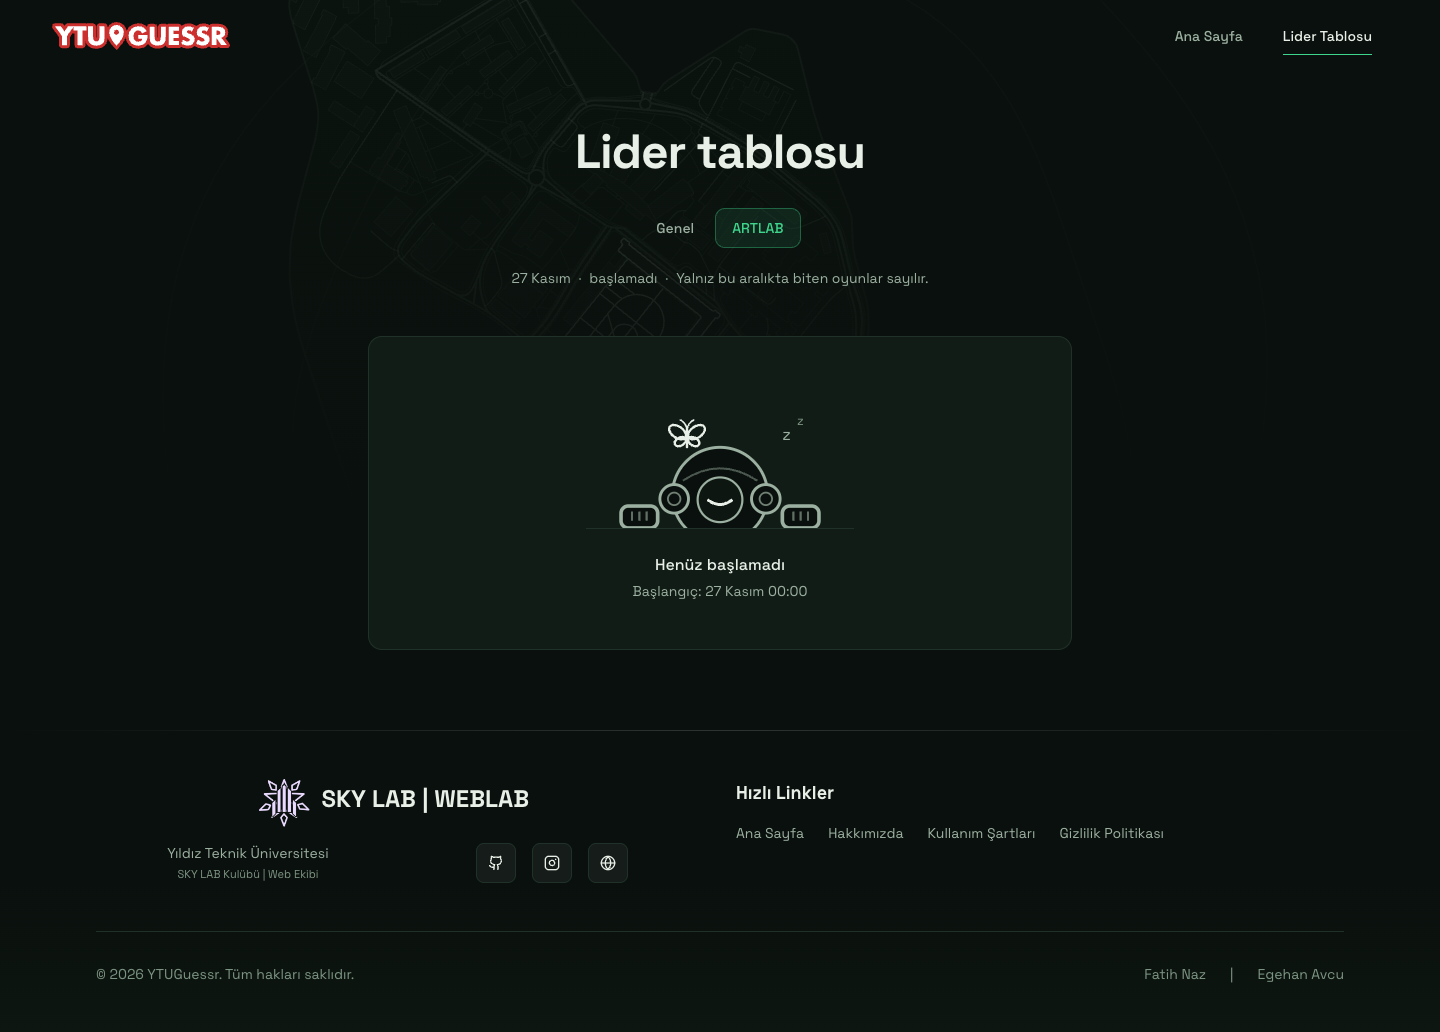 YTU GUESSR
Ana Sayfa
Lider Tablosu
Lider tablosu
Genel
ARTLAB
27 Kasım · başlamadı · Yalnız bu aralıkta biten oyunlar sayılır.
z
z
Henüz başlamadı
Başlangıç: 27 Kasım 00:00
SKY LAB | WEBLAB
Yıldız Teknik Üniversitesi
SKY LAB Kulübü | Web Ekibi
Hızlı Linkler
Ana Sayfa Hakkımızda Kullanım Şartları Gizlilik Politikası
© 2026 YTUGuessr. Tüm hakları saklıdır.
Fatih Naz | Egehan Avcu